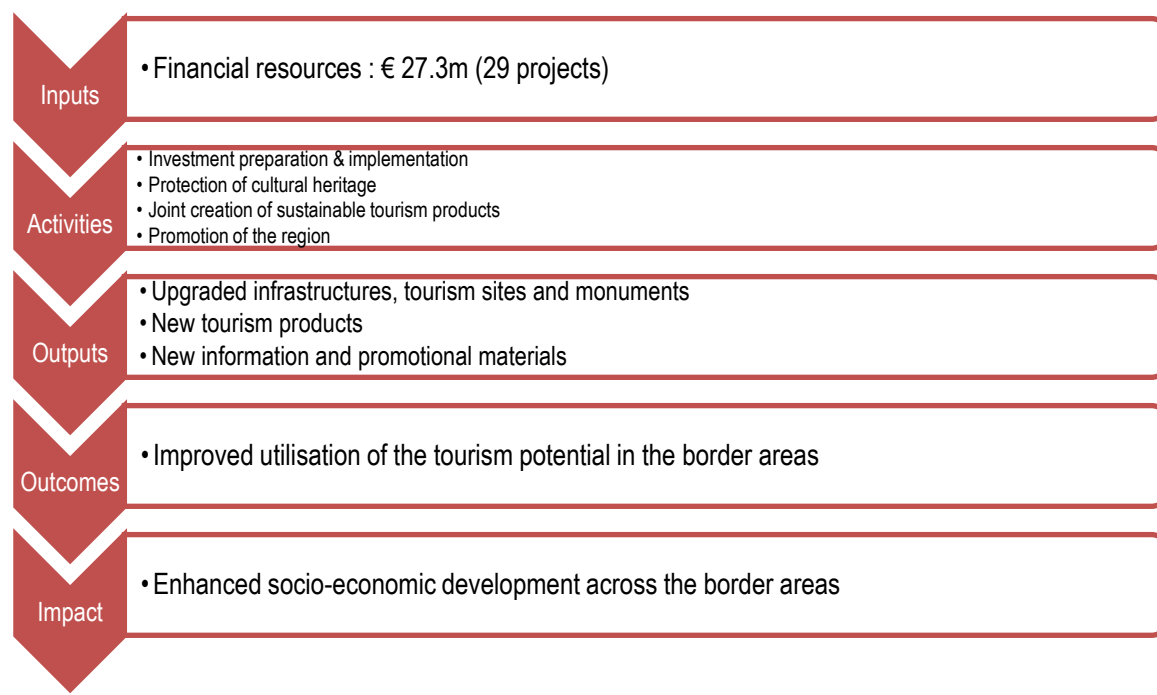 Inputs
• Financial resources : € 27.3m (29 projects)
Activities
• Investment preparation & implementation
• Protection of cultural heritage
• Joint creation of sustainable tourism products
• Promotion of the region
Outputs
• Upgraded infrastructures, tourism sites and monuments
• New tourism products
• New information and promotional materials
Outcomes
• Improved utilisation of the tourism potential in the border areas
Impact
• Enhanced socio-economic development across the border areas